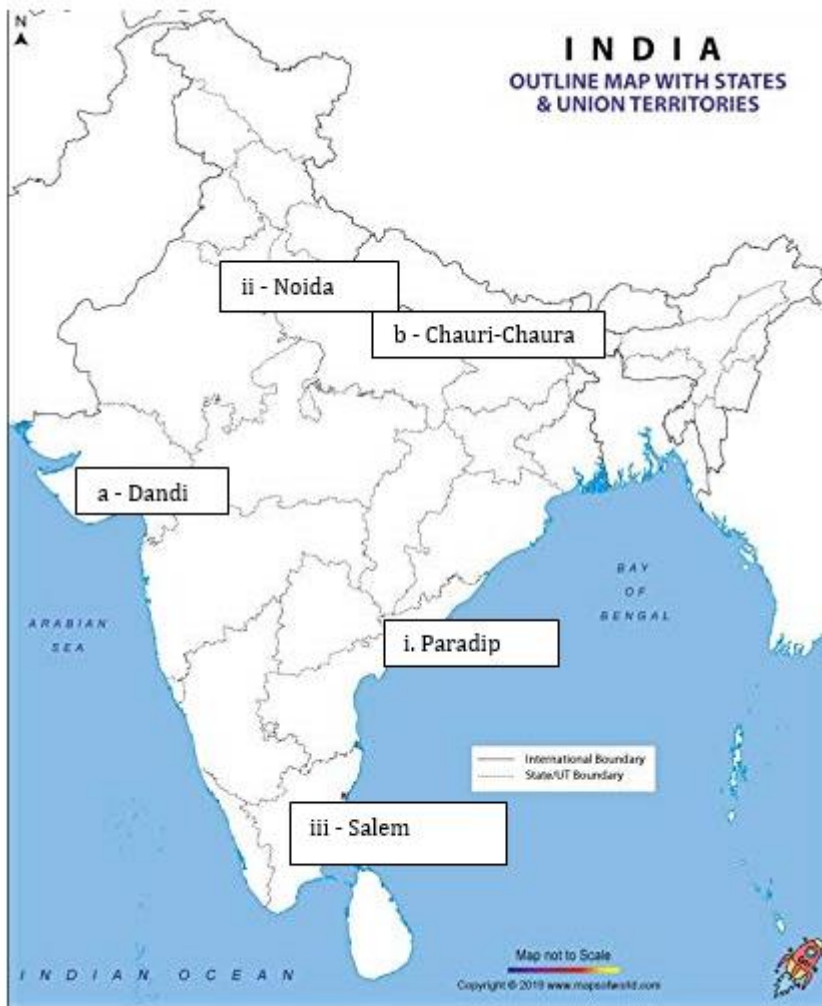 N
INDIA
OUTLINE MAP WITH STATES
& UNION TERRITORIES
ii - Noida
b - Chauri-Chaura
a - Dandi
BAY
OF
BENGAL
ARABIAN
SEA
i. Paradip
International Boundary
State/UT Boundary
iii - Salem
Map not to Scale
INDIAN OCEAN
Copyright © 2019 www.mapsofworld.com